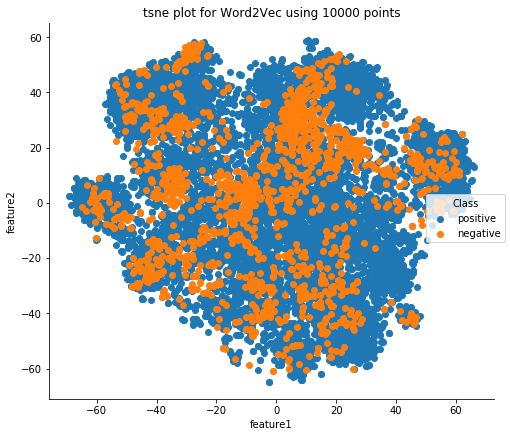 tsne plot for Word2Vec using 10000 points
60
40
20
0
−20
−40
−60
feature2
Class
positive
negative
−60 −40 −20 0 20 40 60
feature1